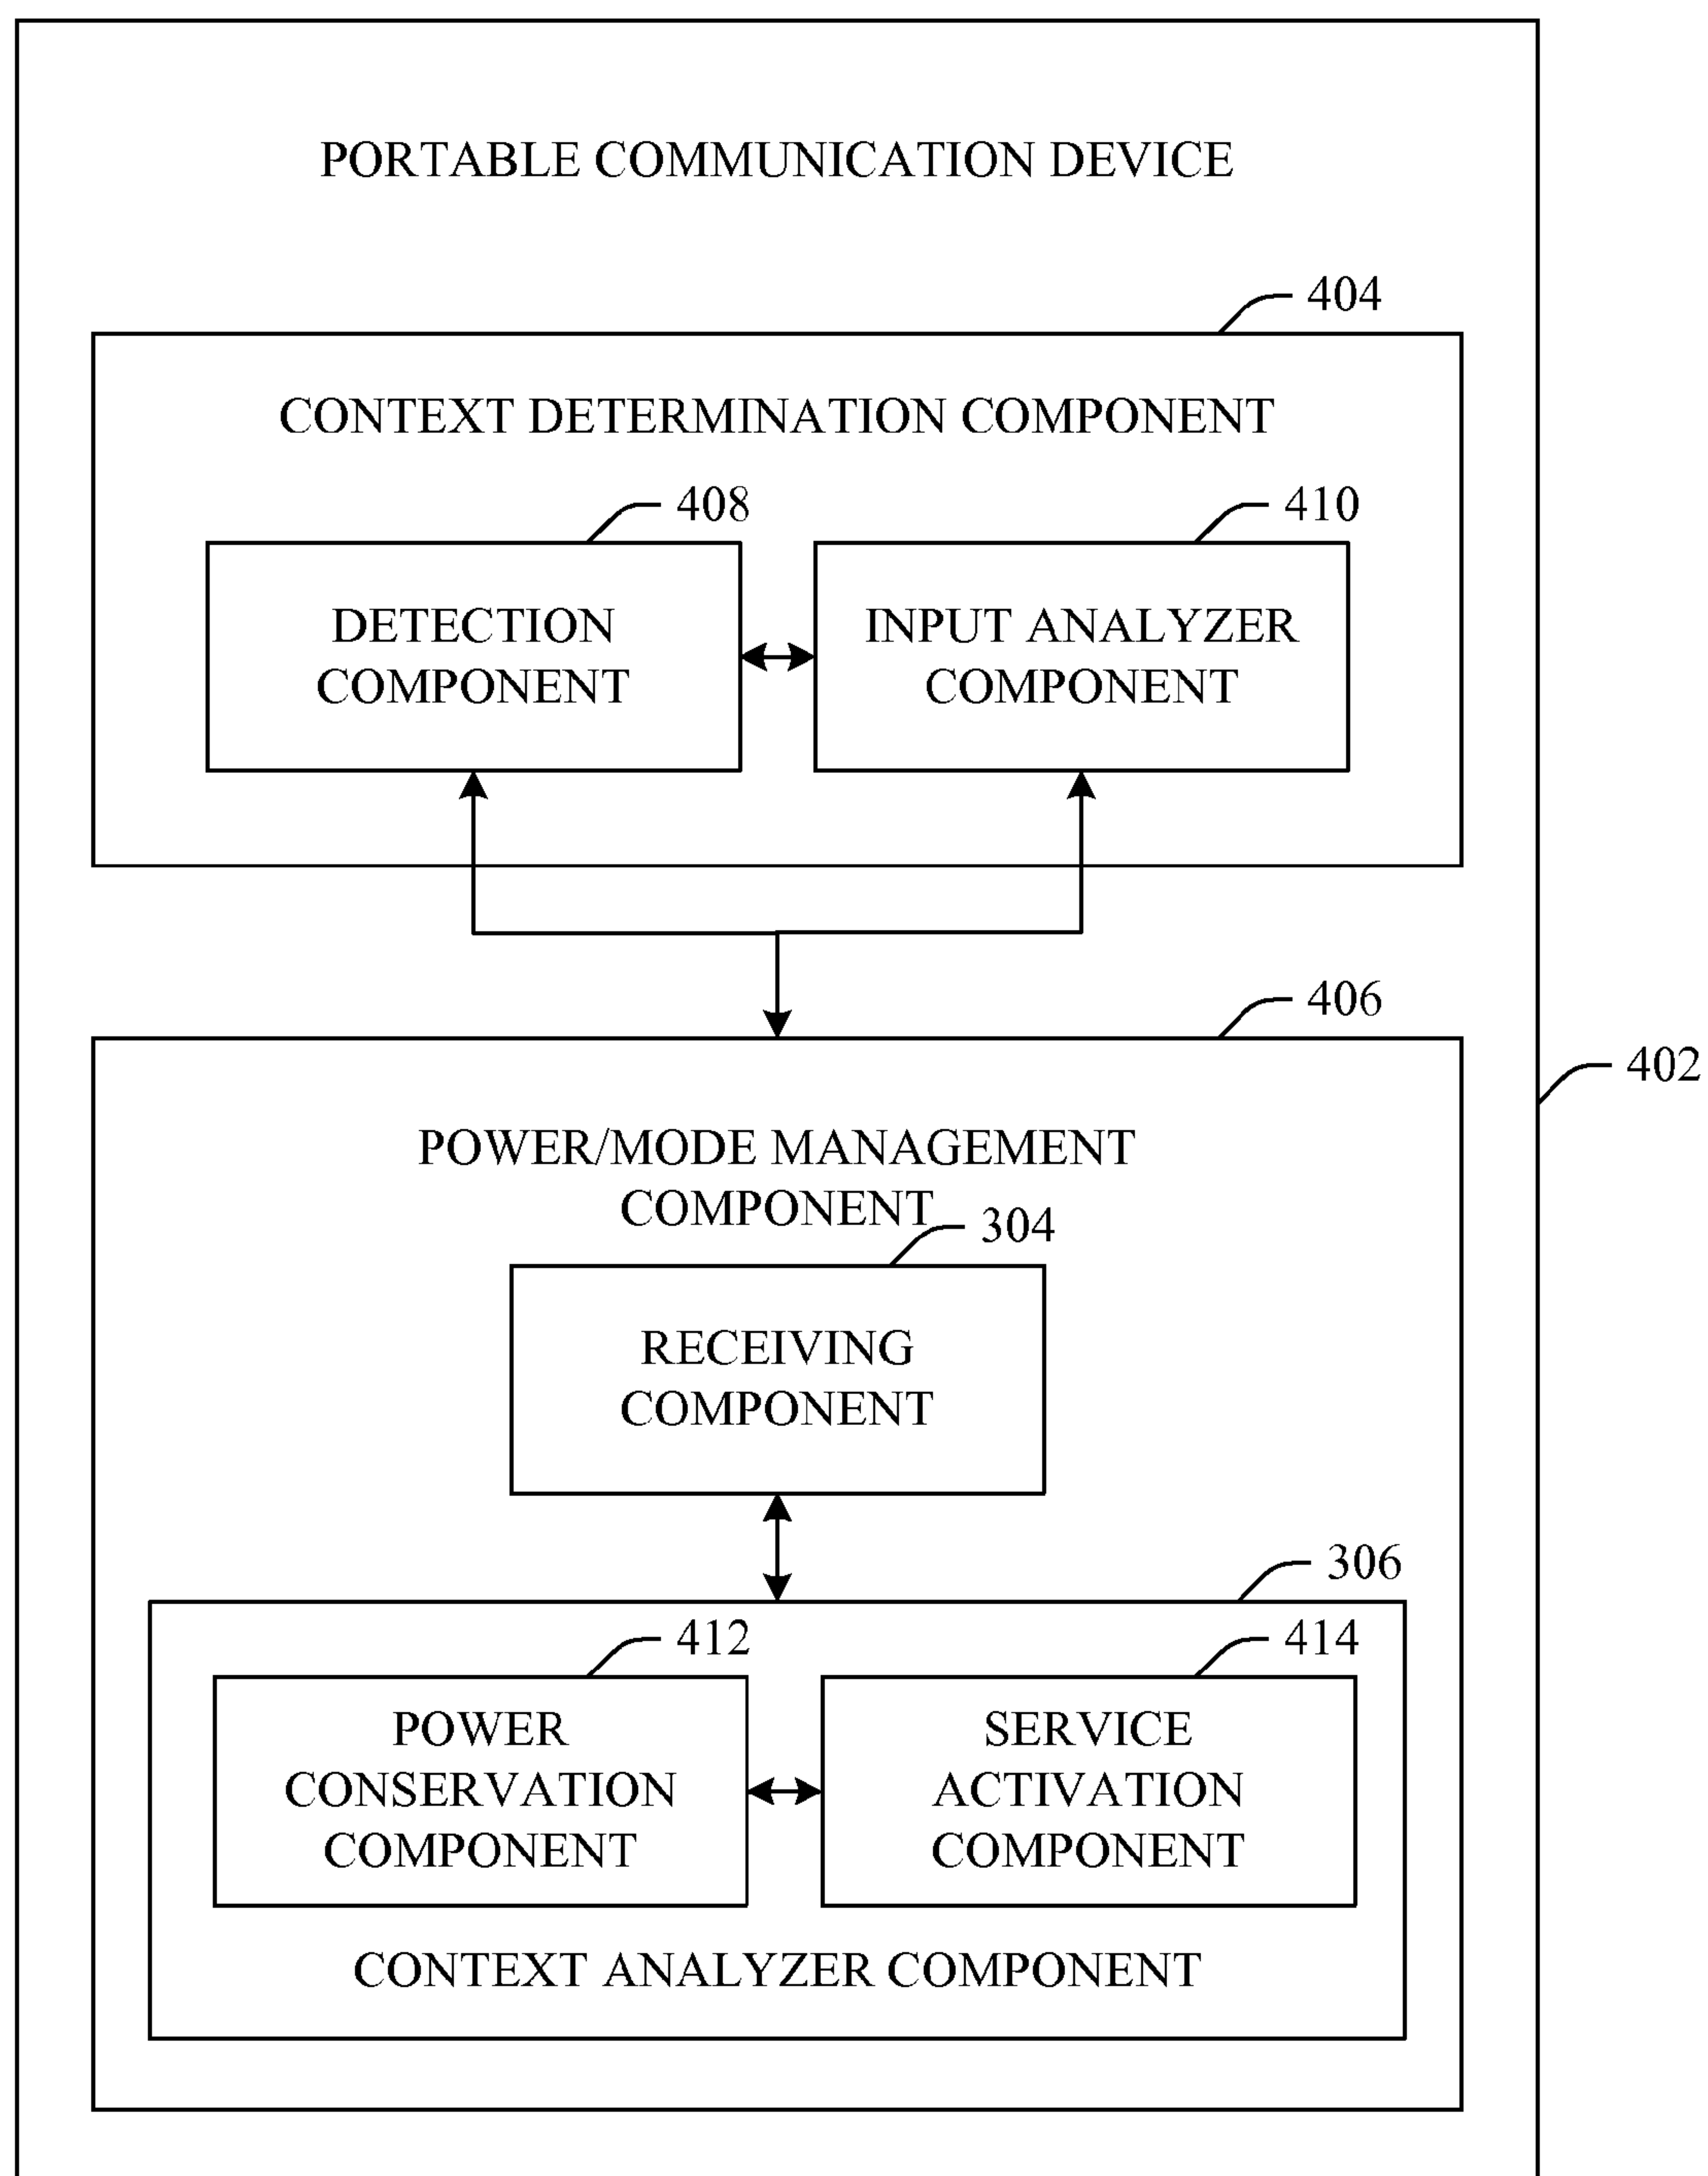 PORTABLE COMMUNICATION DEVICE
404
CONTEXT DETERMINATION COMPONENT
408
410
DETECTION
COMPONENT
INPUT ANALYZER
COMPONENT
406
402
POWER/MODE MANAGEMENT
COMPONENT
304
RECEIVING
COMPONENT
306
412
414
POWER
CONSERVATION
COMPONENT
SERVICE
ACTIVATION
COMPONENT
CONTEXT ANALYZER COMPONENT